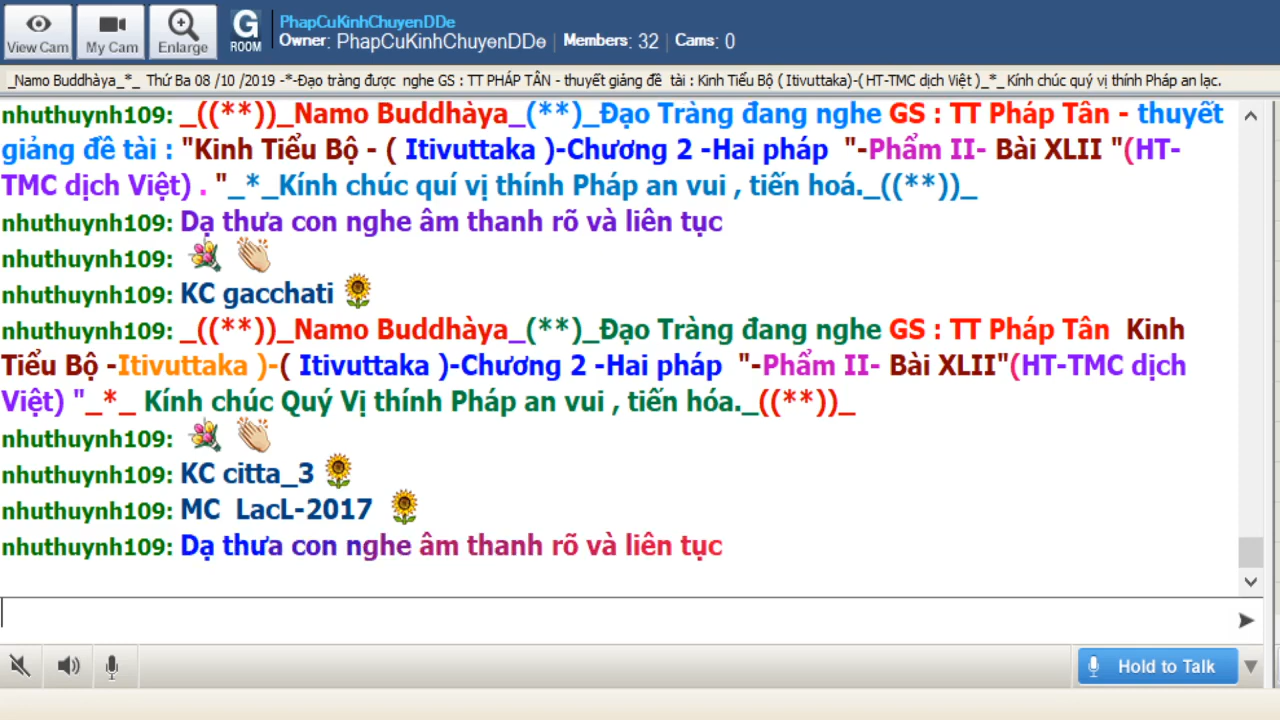 PhapCuKinhChuyenDDe
View Cam
My Cam
Enlarge
G
ROOM
Owner: PhapCuKinhChuyenDDe | Members: 32 | Cams: 0
_Namo Buddhàya_*_ Thứ Ba 08 /10 /2019 -*-Đạo tràng được nghe GS : TT PHÁP TÂN - thuyết giảng đề tài : Kinh Tiểu Bộ ( Itivuttaka)-( HT-TMC dịch Việt )_*_Kính chúc quý vị thính Pháp an lạc.
nhuthuynh109: _((**))_Namo Buddhàya_(**)_Đạo Tràng đang nghe GS : TT Pháp Tân - thuyết
giảng đề tài : "Kinh Tiểu Bộ - ( Itivuttaka )-Chương 2 -Hai pháp "-Phẩm II- Bài XLII "(HT-
TMC dịch Việt) . "_*_Kính chúc quí vị thính Pháp an vui , tiến hoá._((**))_
nhuthuynh109: Dạ thưa con nghe âm thanh rõ và liên tục
nhuthuynh109:
nhuthuynh109: KC gacchati
nhuthuynh109: _((**))_Namo Buddhàya_(**)_Đạo Tràng đang nghe GS : TT Pháp Tân Kinh
Tiểu Bộ -Itivuttaka )-( Itivuttaka )-Chương 2 -Hai pháp "-Phẩm II- Bài XLII"(HT-TMC dịch
Việt) "_*_ Kính chúc Quý Vị thính Pháp an vui , tiến hóa._((**))_
nhuthuynh109:
nhuthuynh109: KC citta_3
nhuthuynh109: MC LacL-2017
nhuthuynh109: Dạ thưa con nghe âm thanh rõ và liên tục
Hold to Talk